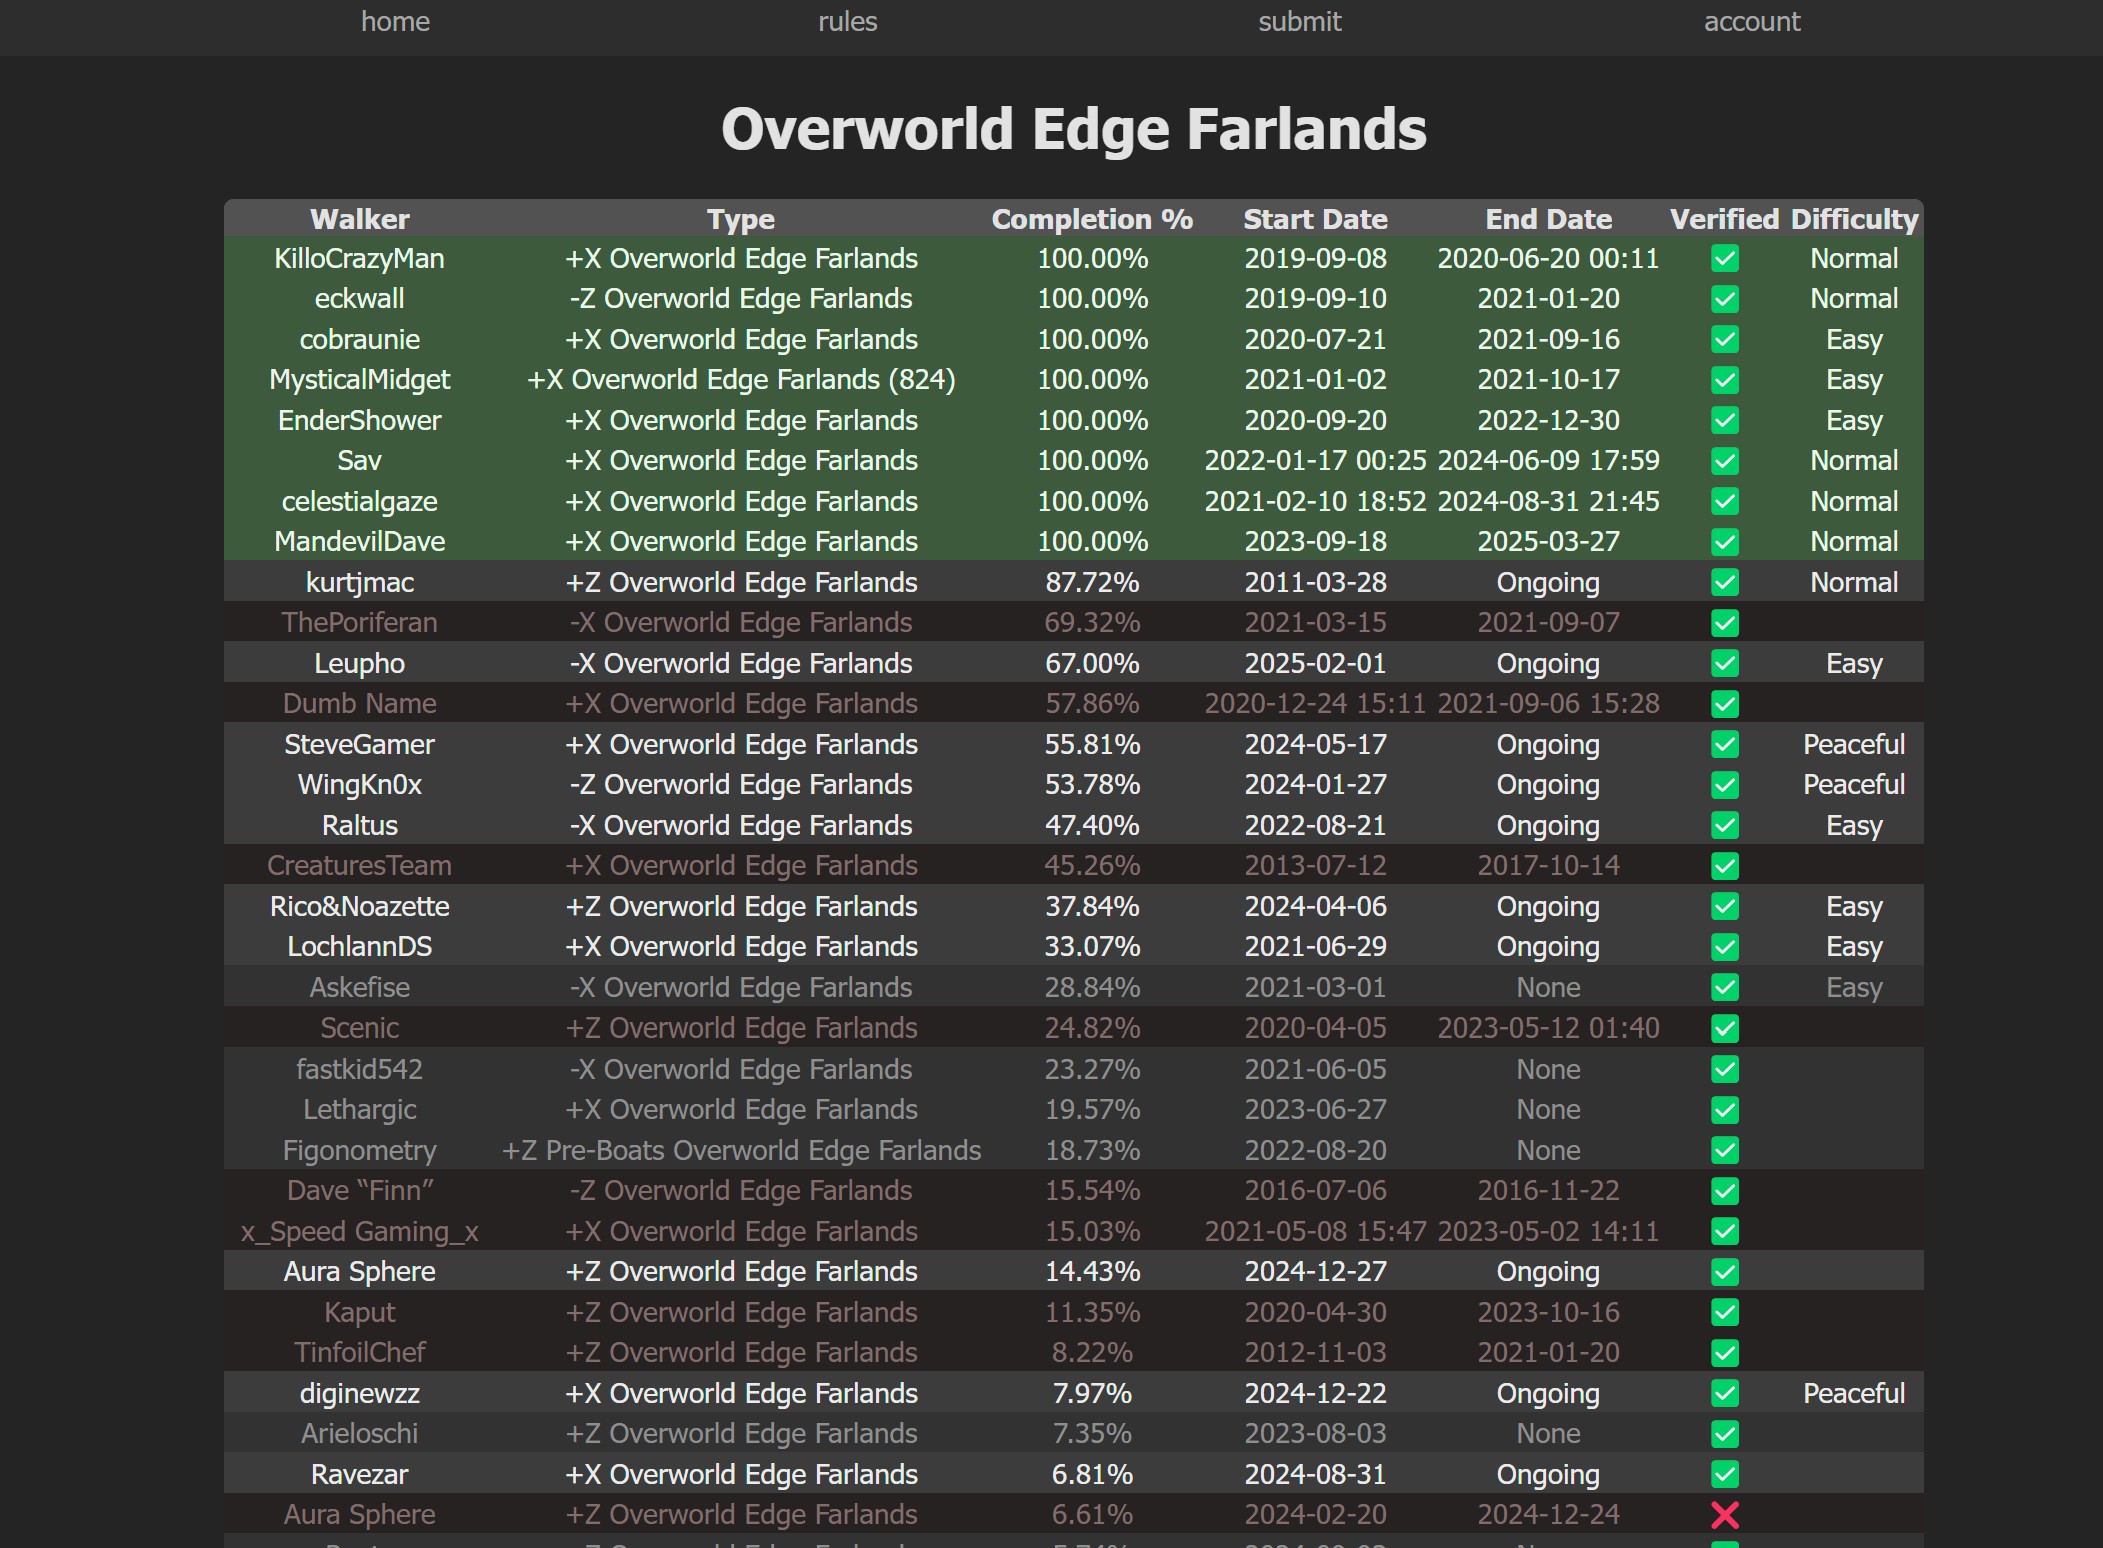 home rules submit account
Overworld Edge Farlands
Walker Type Completion % Start Date End Date Verified Difficulty
KilloCrazyMan +X Overworld Edge Farlands 100.00% 2019-09-08 2020-06-20 00:11 Normal
eckwall -Z Overworld Edge Farlands 100.00% 2019-09-10 2021-01-20 Normal
cobraunie +X Overworld Edge Farlands 100.00% 2020-07-21 2021-09-16 Easy
MysticalMidget +X Overworld Edge Farlands (824) 100.00% 2021-01-02 2021-10-17 Easy
EnderShower +X Overworld Edge Farlands 100.00% 2020-09-20 2022-12-30 Easy
Sav +X Overworld Edge Farlands 100.00% 2022-01-17 00:25 2024-06-09 17:59 Normal
celestialgaze +X Overworld Edge Farlands 100.00% 2021-02-10 18:52 2024-08-31 21:45 Normal
MandevilDave +X Overworld Edge Farlands 100.00% 2023-09-18 2025-03-27 Normal
kurtjmac +Z Overworld Edge Farlands 87.72% 2011-03-28 Ongoing Normal
ThePoriferan -X Overworld Edge Farlands 69.32% 2021-03-15 2021-09-07
Leupho -X Overworld Edge Farlands 67.00% 2025-02-01 Ongoing Easy
Dumb Name +X Overworld Edge Farlands 57.86% 2020-12-24 15:11 2021-09-06 15:28
SteveGamer +X Overworld Edge Farlands 55.81% 2024-05-17 Ongoing Peaceful
WingKn0x -Z Overworld Edge Farlands 53.78% 2024-01-27 Ongoing Peaceful
Raltus -X Overworld Edge Farlands 47.40% 2022-08-21 Ongoing Easy
CreaturesTeam +X Overworld Edge Farlands 45.26% 2013-07-12 2017-10-14
Rico&Noazette +Z Overworld Edge Farlands 37.84% 2024-04-06 Ongoing Easy
LochlannDS +X Overworld Edge Farlands 33.07% 2021-06-29 Ongoing Easy
Askefise -X Overworld Edge Farlands 28.84% 2021-03-01 None Easy
Scenic +Z Overworld Edge Farlands 24.82% 2020-04-05 2023-05-12 01:40
fastkid542 -X Overworld Edge Farlands 23.27% 2021-06-05 None
Lethargic +X Overworld Edge Farlands 19.57% 2023-06-27 None
Figonometry +Z Pre-Boats Overworld Edge Farlands 18.73% 2022-08-20 None
Dave “Finn” -Z Overworld Edge Farlands 15.54% 2016-07-06 2016-11-22
x_Speed Gaming_x +X Overworld Edge Farlands 15.03% 2021-05-08 15:47 2023-05-02 14:11
Aura Sphere +Z Overworld Edge Farlands 14.43% 2024-12-27 Ongoing
Kaput +Z Overworld Edge Farlands 11.35% 2020-04-30 2023-10-16
TinfoilChef +Z Overworld Edge Farlands 8.22% 2012-11-03 2021-01-20
diginewzz +X Overworld Edge Farlands 7.97% 2024-12-22 Ongoing Peaceful
Arieloschi +Z Overworld Edge Farlands 7.35% 2023-08-03 None
Ravezar +X Overworld Edge Farlands 6.81% 2024-08-31 Ongoing
Aura Sphere +Z Overworld Edge Farlands 6.61% 2024-02-20 2024-12-24